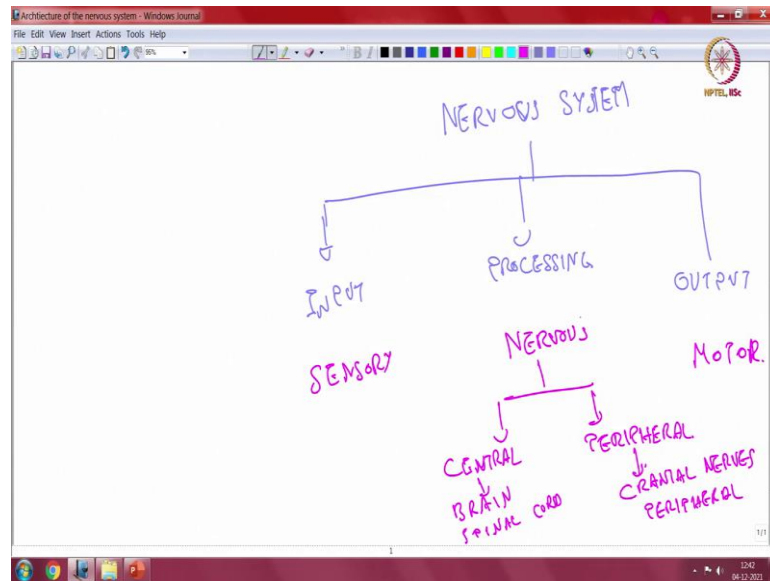 Archtiecture of the nervous system - Windows Journal
File Edit View Insert Actions Tools Help
95%
NPTEL, IISc
NERVOUS SYSTEM
INPUT
PROCESSING
OUTPUT
SENSORY
NERVOUS
MOTOR.
CENTRAL
PERIPHERAL
BRAIN
SPINAL CORD
CRANIAL NERVES
PERIPHERAL
1/1
1
12:42
04-12-2021